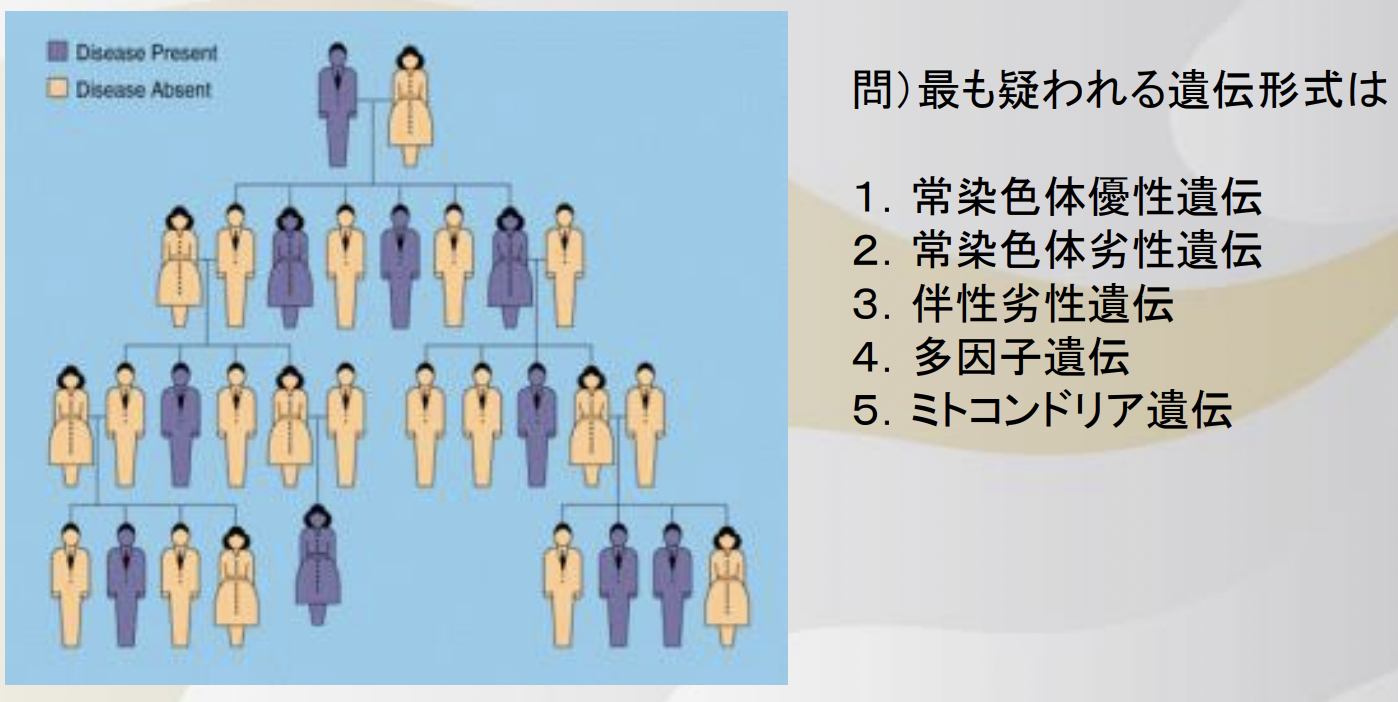 Disease Present
Disease Absent
問）最も疑われる遺伝形式は
１．常染色体優性遺伝
２．常染色体劣性遺伝
３．伴性劣性遺伝
４．多因子遺伝
５．ミトコンドリア遺伝